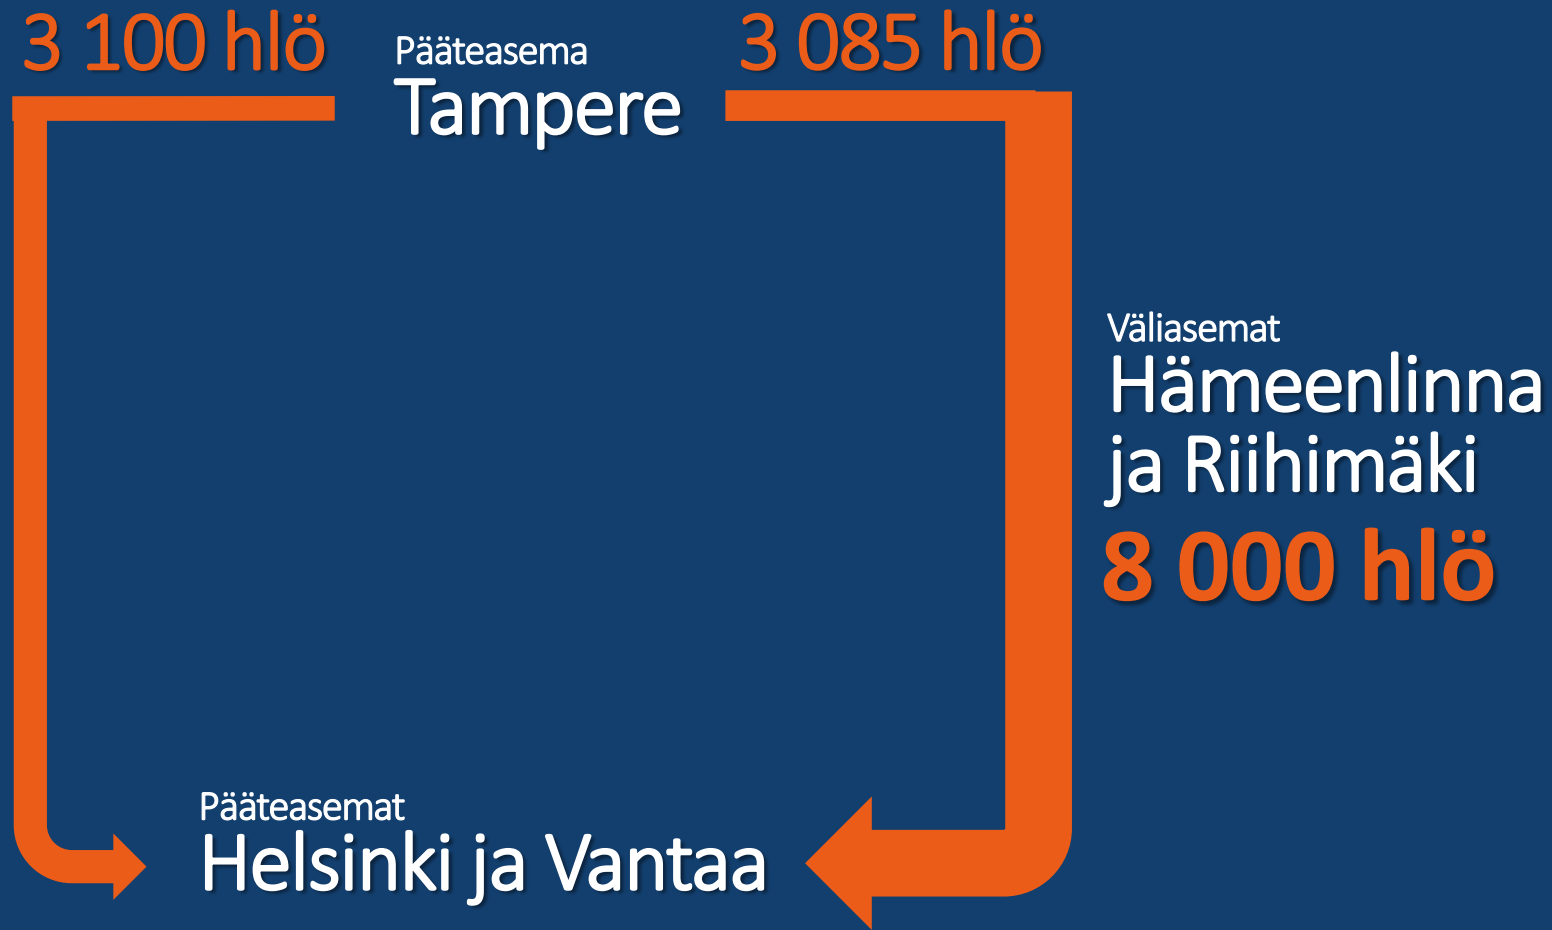 3 100 hlö
Pääteasema
Tampere
3 085 hlö
Väliasemat
Hämeenlinna
ja Riihimäki
8 000 hlö
Pääteasemat
Helsinki ja Vantaa